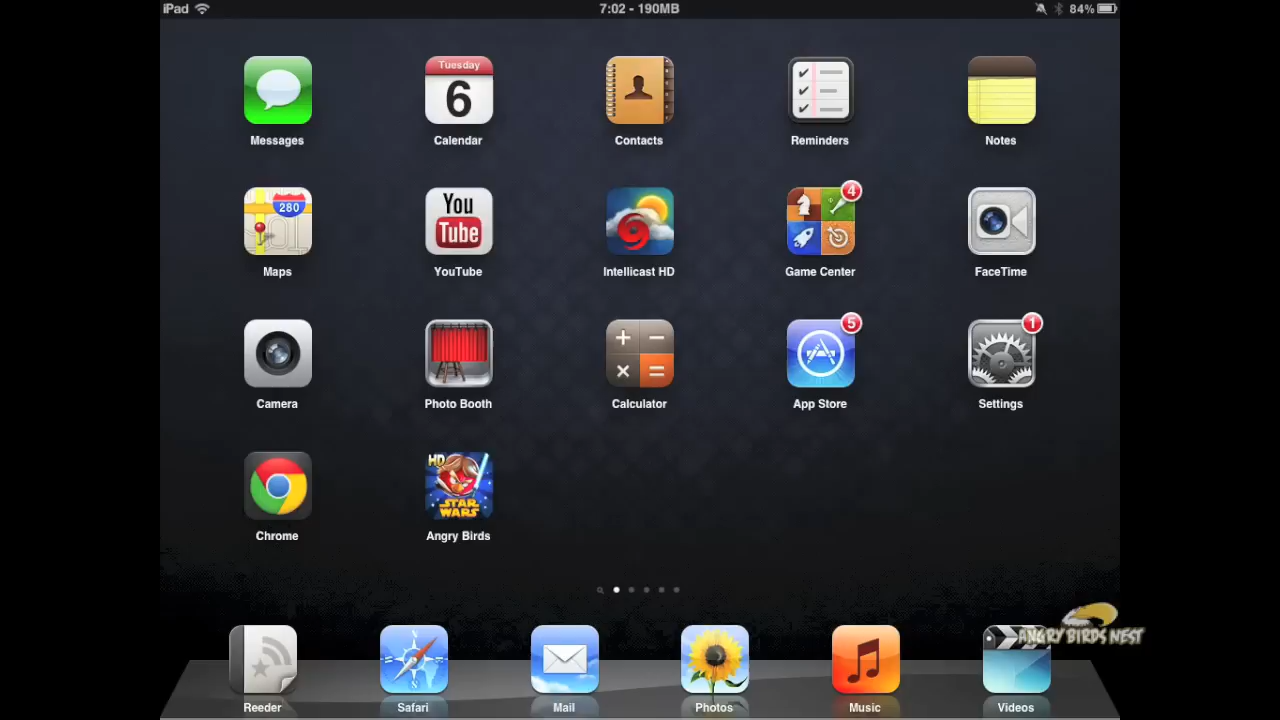 iPad 7:02 - 190MB 84%
Tuesday
6
Messages Calendar Contacts Reminders Notes
280 You
Tube 4
Maps YouTube Intellicast HD Game Center FaceTime
5 1
Camera Photo Booth Calculator App Store Settings
HD
STAR
WARS
Chrome Angry Birds
ANGRY BIRDS NEST
Reeder Safari Mail Photos Music Videos